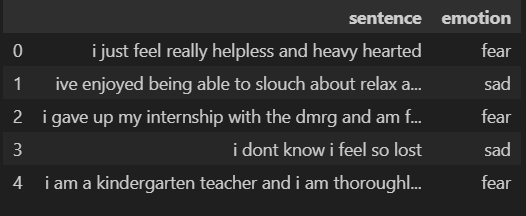 sentence emotion
0 i just feel really helpless and heavy hearted fear
1 ive enjoyed being able to slouch about relax a... sad
2 i gave up my internship with the dmrg and am f... fear
3 i dont know i feel so lost sad
4 i am a kindergarten teacher and i am thoroughl... fear